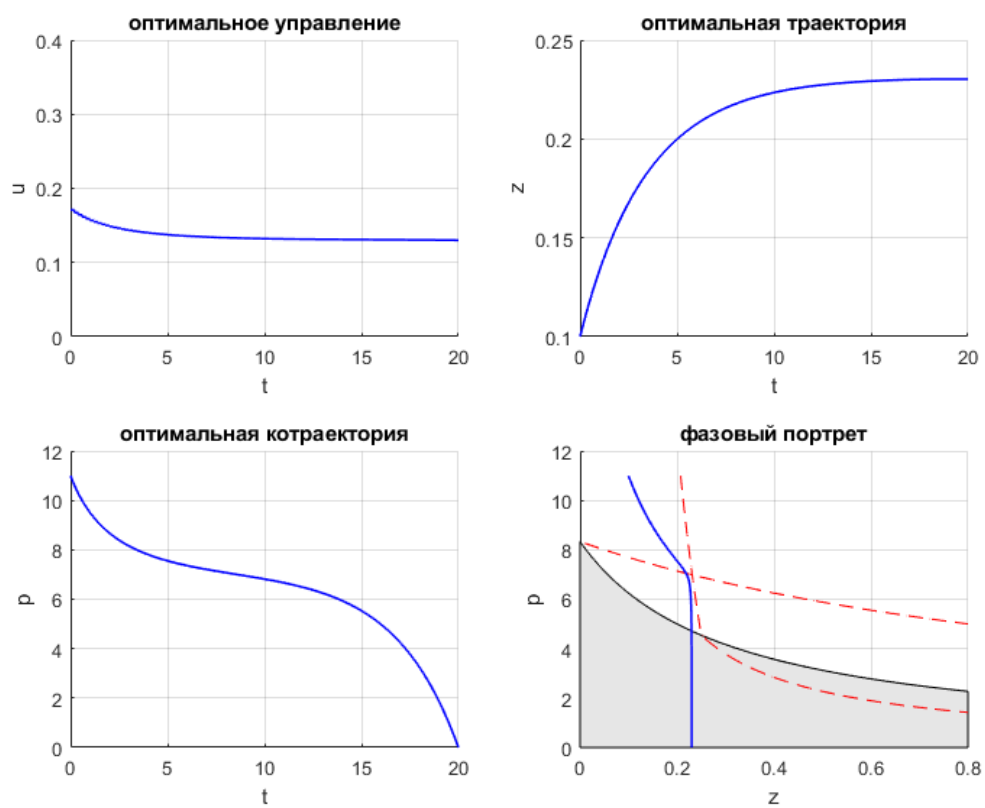 оптимальное управление
u
0.4
0.3
0.2
0.1
0
0 5 10 15 20
t
оптимальная траектория
z
0.25
0.2
0.15
0.1
0 5 10 15 20
t
оптимальная котраектория
p
12
10
8
6
4
2
0
0 5 10 15 20
t
фазовый портрет
p
12
10
8
6
4
2
0
0 0.2 0.4 0.6 0.8
z